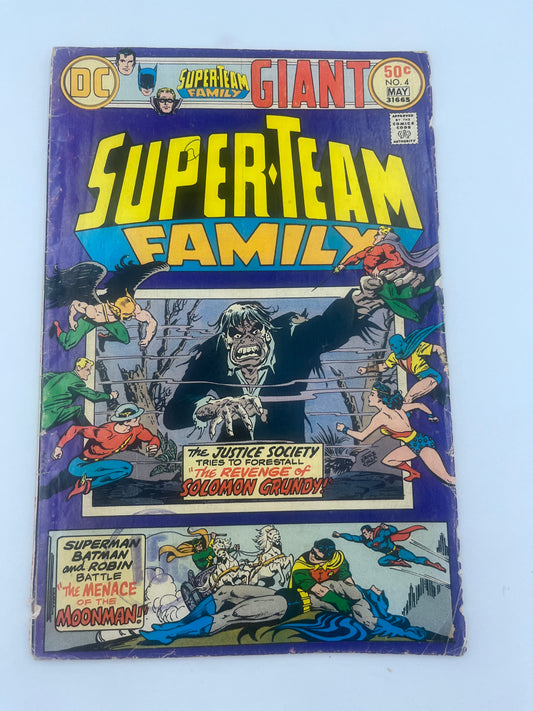 DC
SUPER-TEAM
FAMILY
GIANT
50¢
NO. 4
MAY
31665
APPROVED
BY THE
COMICS
CODE
AUTHORITY
SUPER·TEAM
FAMILY
THE JUSTICE SOCIETY
TRIES TO FORESTALL
"THE REVENGE OF
SOLOMON GRUNDY!"
SUPERMAN
BATMAN
and ROBIN
BATTLE
"THE MENACE
OF THE
MOONMAN!"